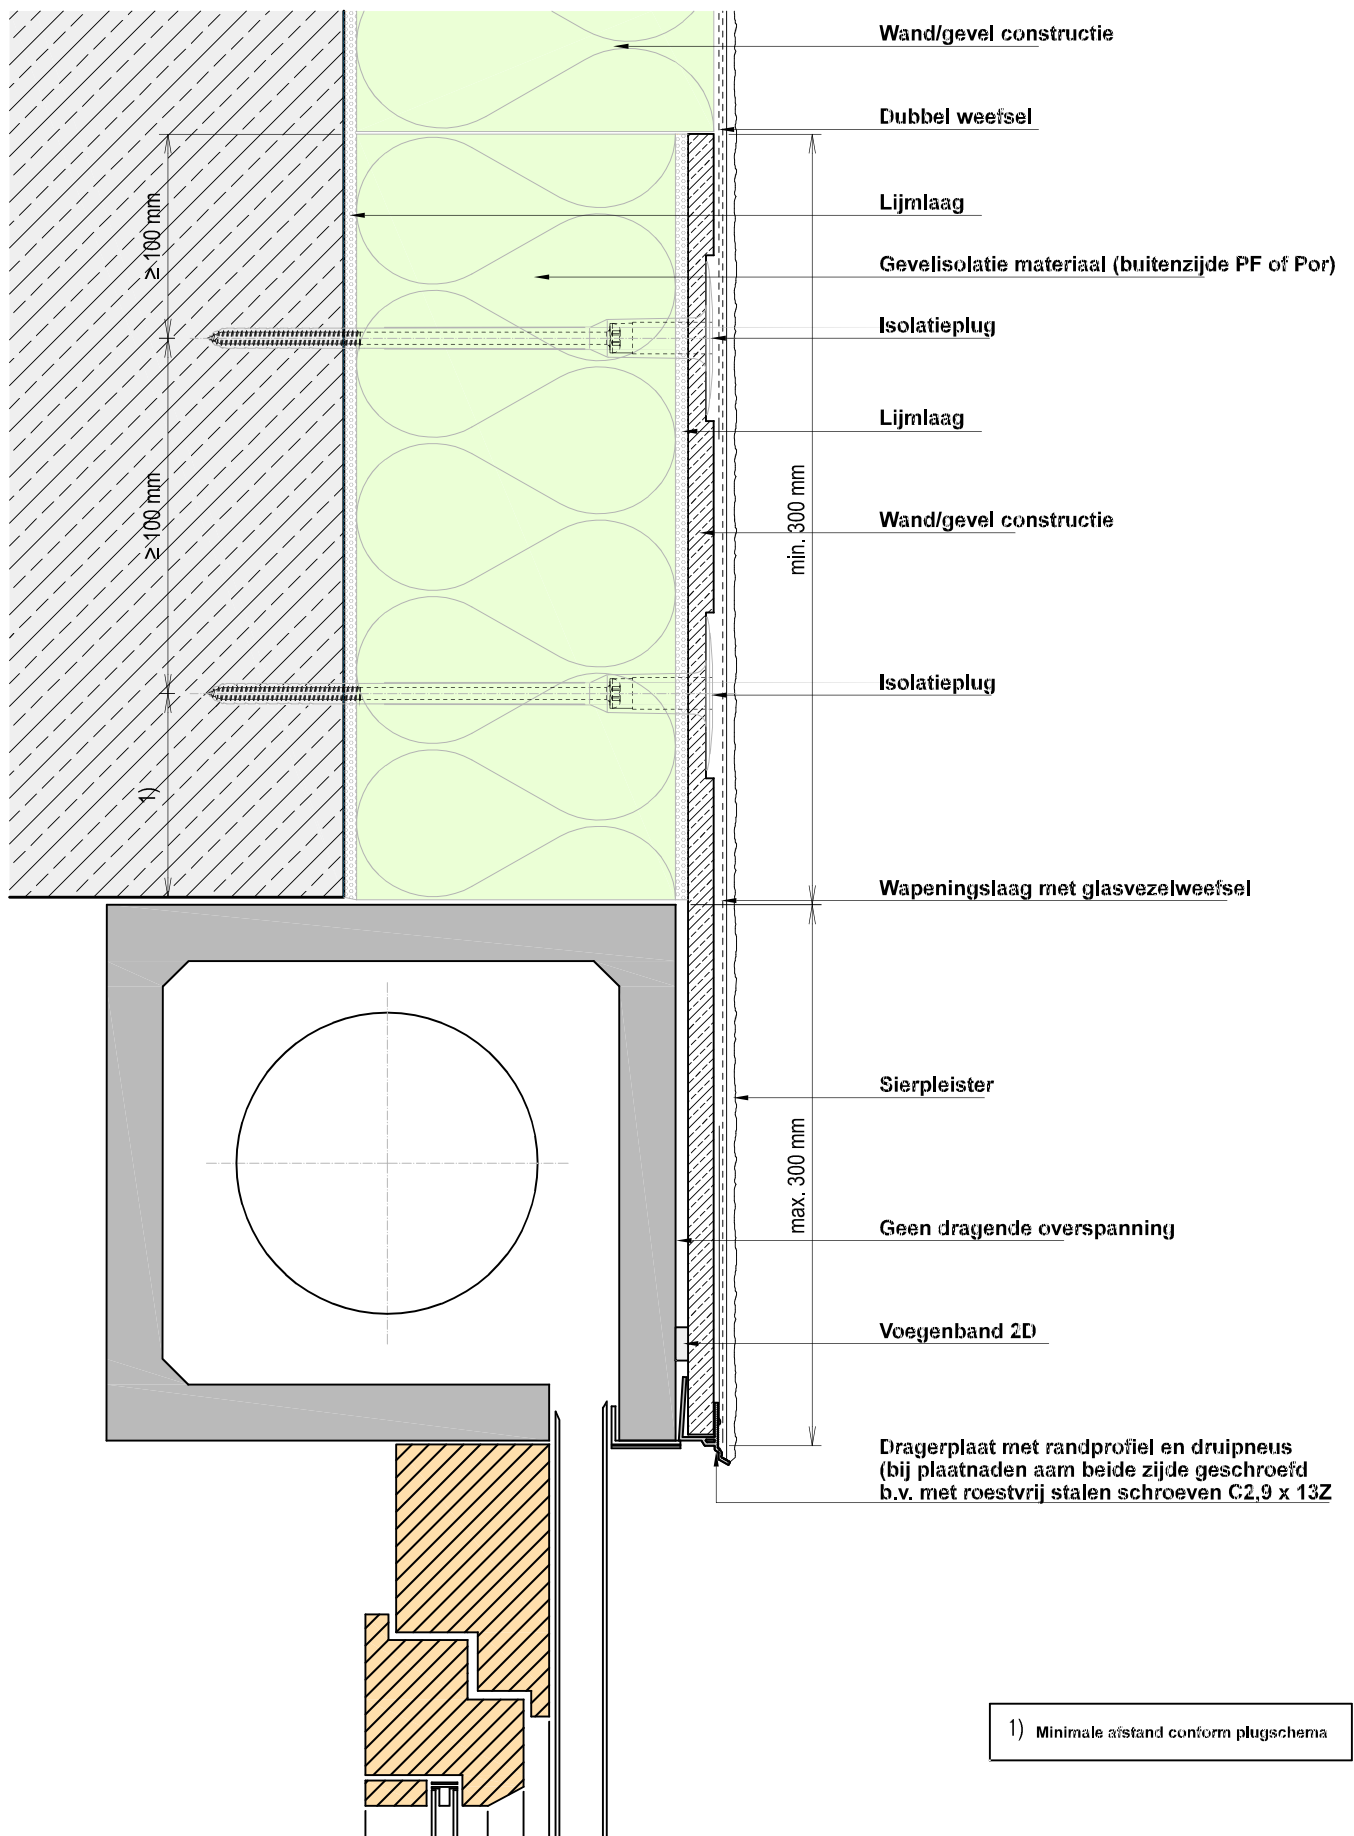 Wand/gevel constructie
Dubbel weefsel
Lijmlaag
≥100 mm
Gevelisolatie materiaal (buitenzijde PF of Por)
Isolatieplug
Lijmlaag
≥100 mm
min. 300 mm
Wand/gevel constructie
Isolatieplug
1)
Wapeningslaag met glasvezelweefsel
Sierpleister
max. 300 mm
Geen dragende overspanning
Voegenband 2D
Dragerplaat met randprofiel en druipneus
(bij plaatnaden aam beide zijde geschroefd
b.v. met roestvrij stalen schroeven C2,9 x 13Z
1) Minimale afstand conform plugschema